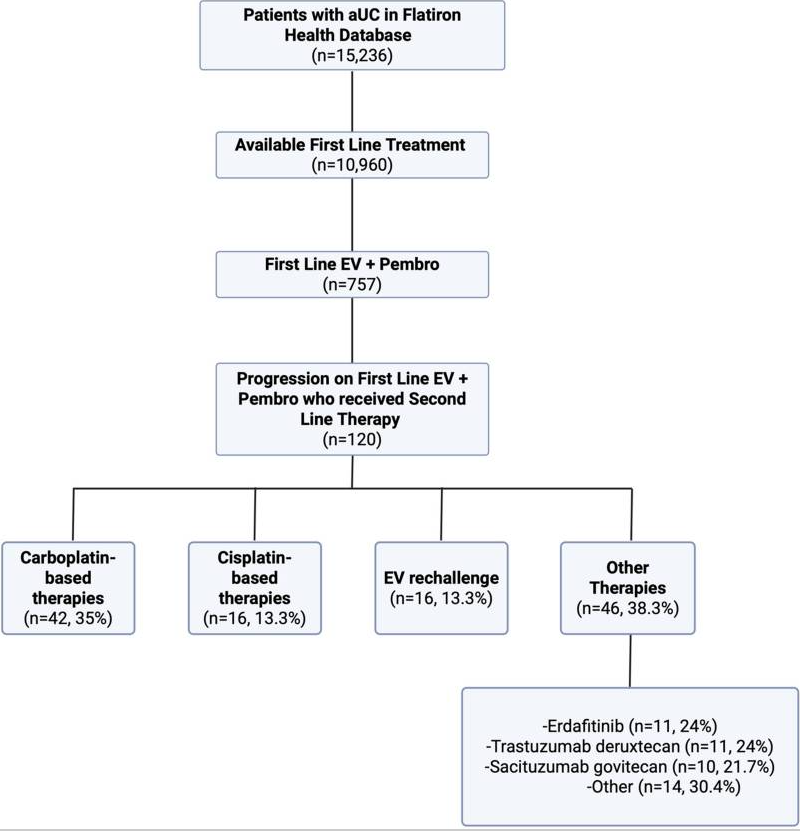 Patients with aUC in Flatiron
Health Database
(n=15,236)
Available First Line Treatment
(n=10,960)
First Line EV + Pembro
(n=757)
Progression on First Line EV +
Pembro who received Second
Line Therapy
(n=120)
Carboplatin-
based
therapies
(n=42, 35%)
Cisplatin-
based
therapies
(n=16, 13.3%)
EV rechallenge
(n=16, 13.3%)
Other
Therapies
(n=46, 38.3%)
-Erdafitinib (n=11, 24%)
-Trastuzumab deruxtecan (n=11, 24%)
-Sacituzumab govitecan (n=10, 21.7%)
-Other (n=14, 30.4%)